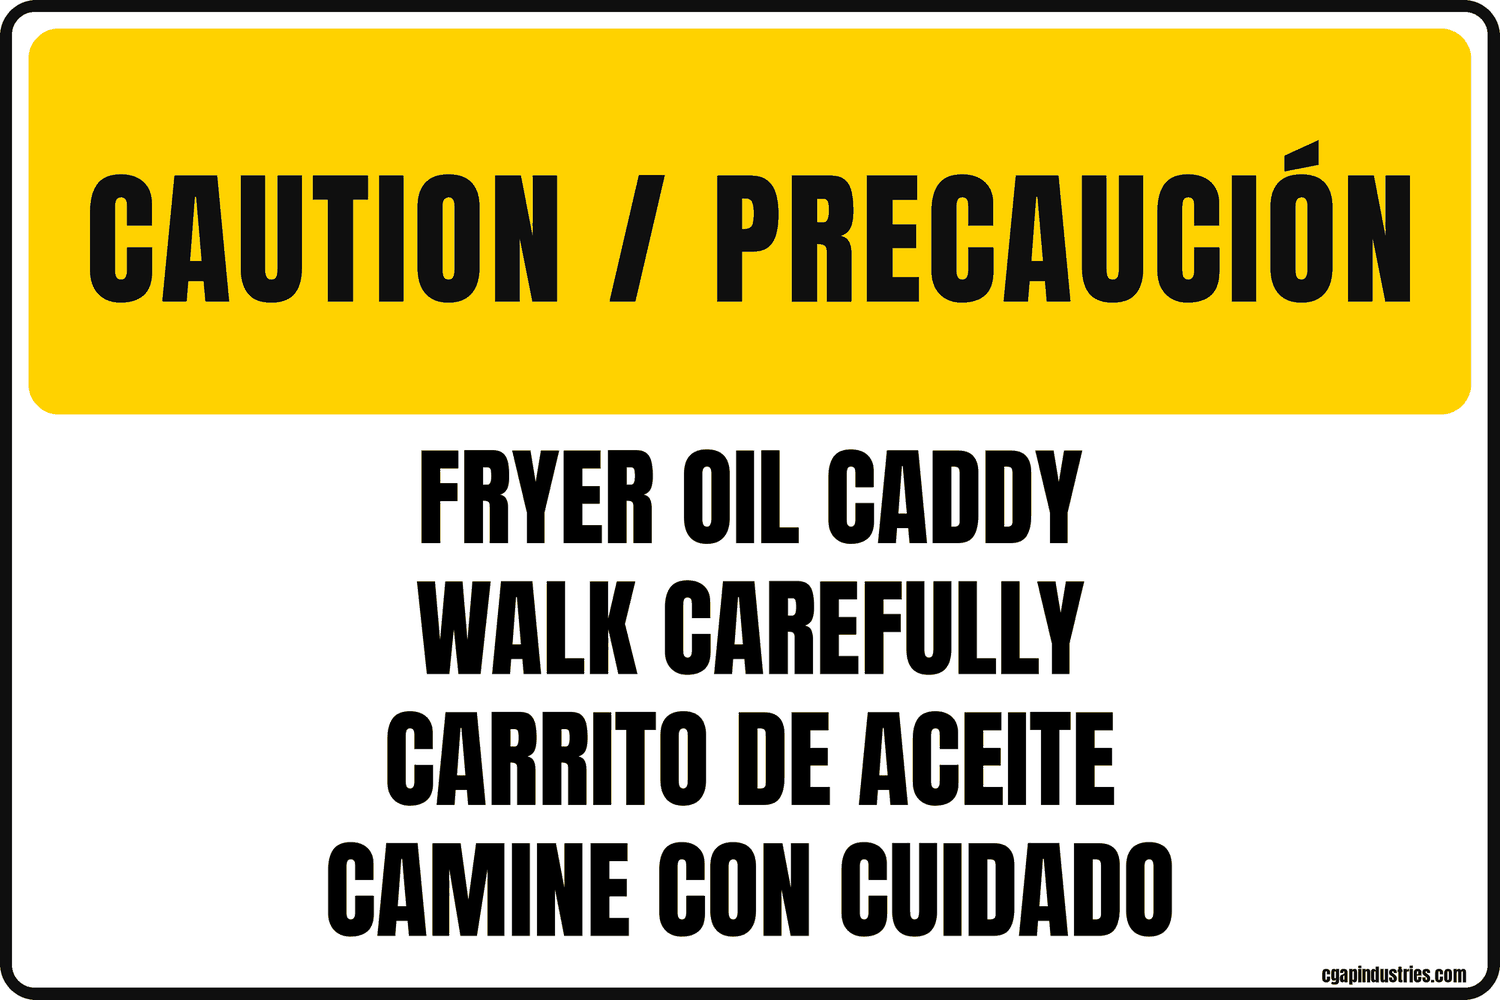 CAUTION / PRECAUCIÓN
FRYER OIL CADDY
WALK CAREFULLY
CARRITO DE ACEITE
CAMINE CON CUIDADO
cgapindustries.com